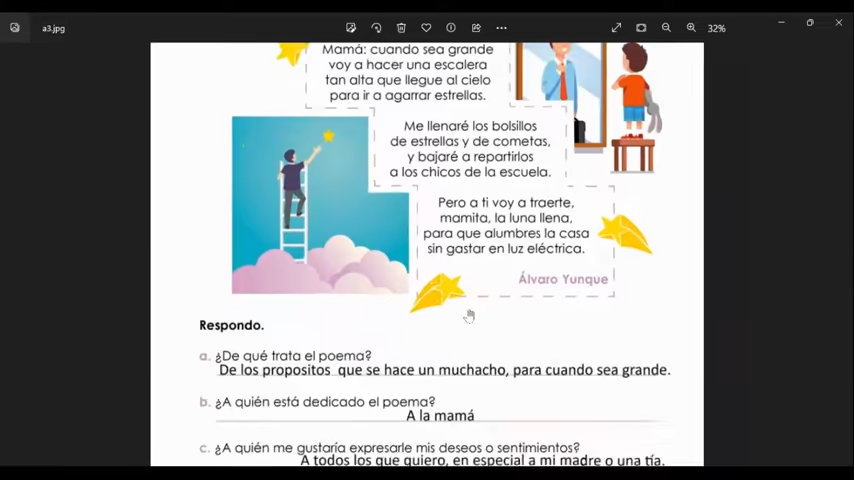 a3.jpg
32%
Mamá: cuando sea grande
voy a hacer una escalera
tan alta que llegue al cielo
para ir a agarrar estrellas.
Me llenaré los bolsillos
de estrellas y de cometas,
y bajaré a repartirlos
a los chicos de la escuela.
Pero a ti voy a traerte,
mamita, la luna llena,
para que alumbres la casa
sin gastar en luz eléctrica.
Álvaro Yunque
Respondo.
a. ¿De qué trata el poema?
De los propositos que se hace un muchacho, para cuando sea grande.
b. ¿A quién está dedicado el poema?
A la mamá
c. ¿A quién me gustaría expresarle mis deseos o sentimientos?
A todos los que quiero, en especial a mi madre o una tía.